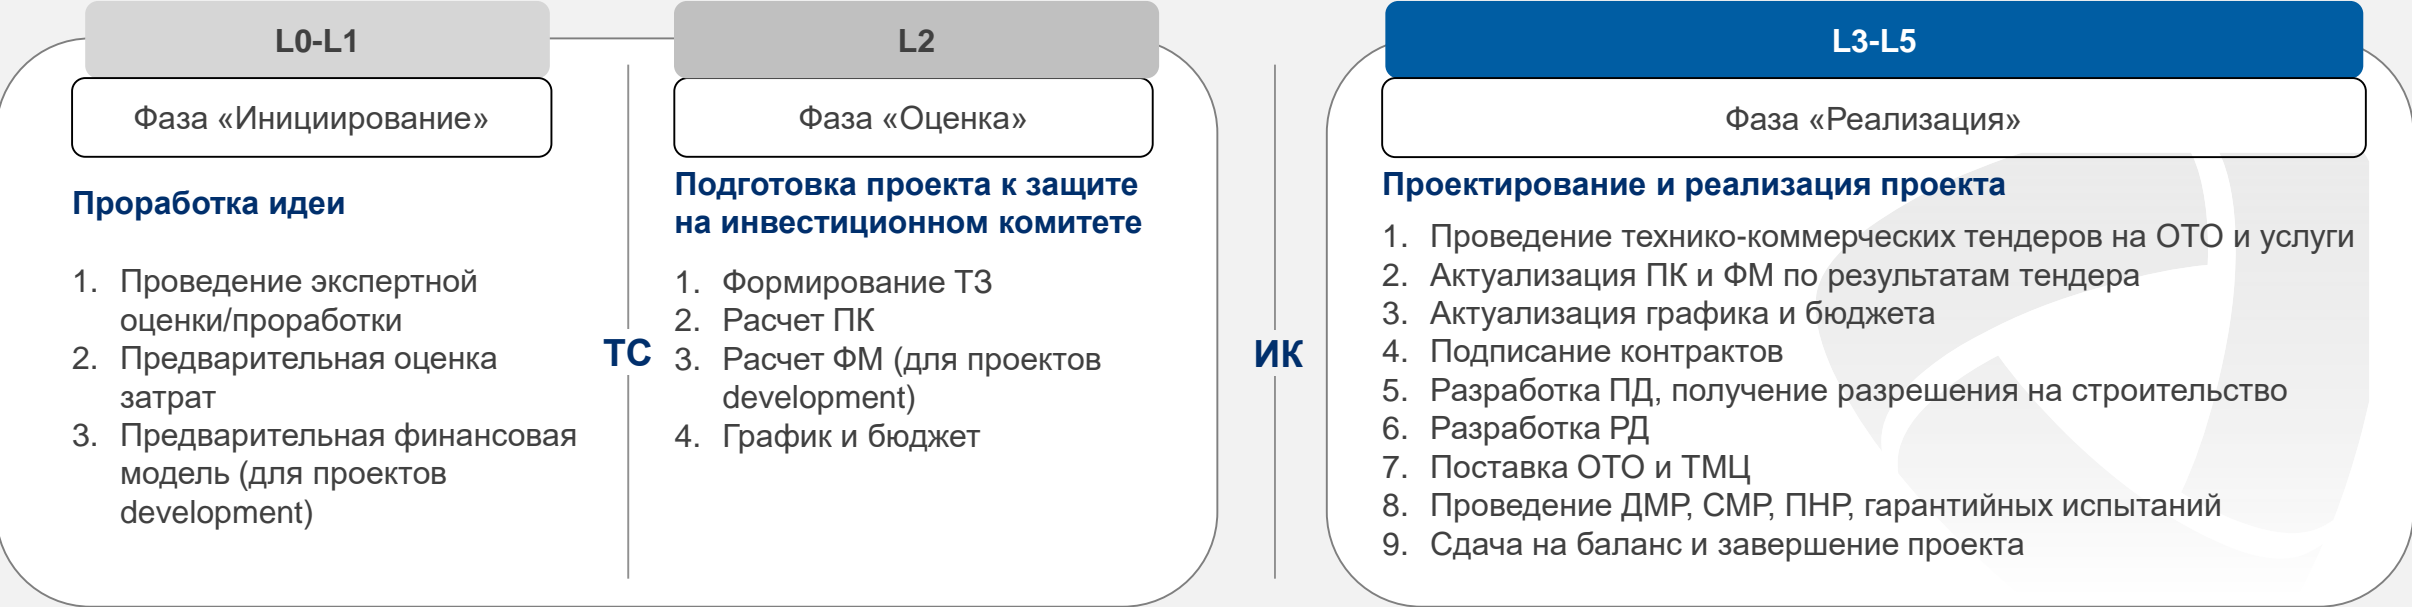 L0-L1
Фаза «Инициирование»
Проработка идеи
1. Проведение экспертной
оценки/проработки
2. Предварительная оценка
затрат
3. Предварительная финансовая
модель (для проектов
development)
ТС
L2
Фаза «Оценка»
Подготовка проекта к защите
на инвестиционном комитете
1. Формирование ТЗ
2. Расчет ПК
3. Расчет ФМ (для проектов
development)
4. График и бюджет
ИК
L3-L5
Фаза «Реализация»
Проектирование и реализация проекта
1. Проведение технико-коммерческих тендеров на ОТО и услуги
2. Актуализация ПК и ФМ по результатам тендера
3. Актуализация графика и бюджета
4. Подписание контрактов
5. Разработка ПД, получение разрешения на строительство
6. Разработка РД
7. Поставка ОТО и ТМЦ
8. Проведение ДМР, СМР, ПНР, гарантийных испытаний
9. Сдача на баланс и завершение проекта